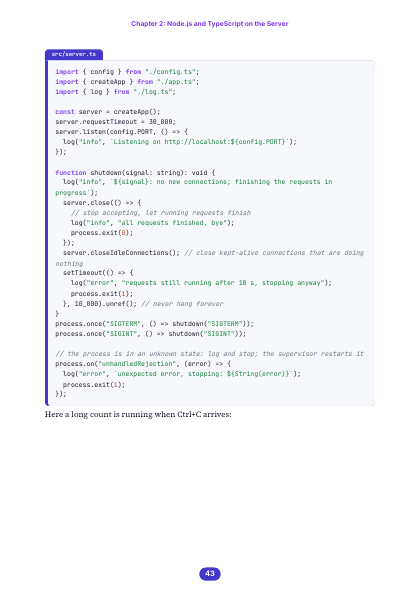 Chapter 2: Node.js and TypeScript on the Server
src/server.ts
import { config } from "./config.ts";
import { createApp } from "./app.ts";
import { log } from "./log.ts";

const server = createApp();
server.requestTimeout = 30_000;
server.listen(config.PORT, () => {
  log("info", `Listening on http://localhost:${config.PORT}`);
});

function shutdown(signal: string): void {
  log("info", `${signal}: no new connections; finishing the requests in
progress`);
  server.close(() => {
    // stop accepting, let running requests finish
    log("info", "all requests finished, bye");
    process.exit(0);
  });
  server.closeIdleConnections(); // close kept-alive connections that are doing
nothing
  setTimeout(() => {
    log("error", "requests still running after 10 s, stopping anyway");
    process.exit(1);
  }, 10_000).unref(); // never hang forever
}
process.once("SIGTERM", () => shutdown("SIGTERM"));
process.once("SIGINT", () => shutdown("SIGINT"));

// the process is in an unknown state: log and stop; the supervisor restarts it
process.on("unhandledRejection", (error) => {
  log("error", `unexpected error, stopping: ${String(error)}`);
  process.exit(1);
});
Here a long count is running when Ctrl+C arrives:
43